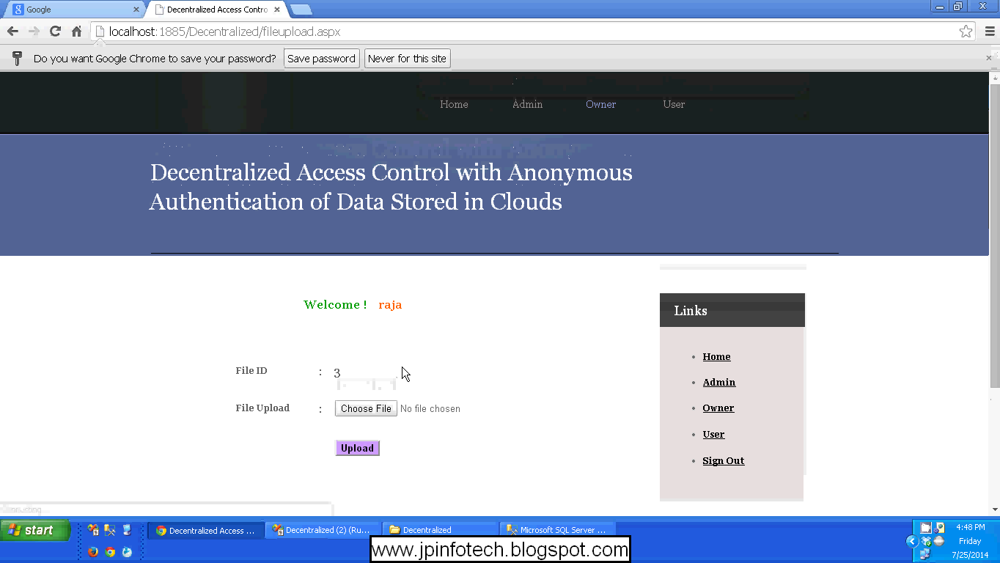 Google
Decentralized Access Contro
localhost:1885/Decentralized/fileupload.aspx
Do you want Google Chrome to save your password? Save password Never for this site
Home Admin Owner User
Decentralized Access Control with Anonymous
Authentication of Data Stored in Clouds
Welcome ! raja
File ID : 3
File Upload : Choose File No file chosen
Upload
Links
Home
Admin
Owner
User
Sign Out
start
Decentralized Access ...
Decentralized (2) (Ru...
Decentralized
Microsoft SQL Server ...
4:48 PM
Friday
7/25/2014
www.jpinfotech.blogspot.com